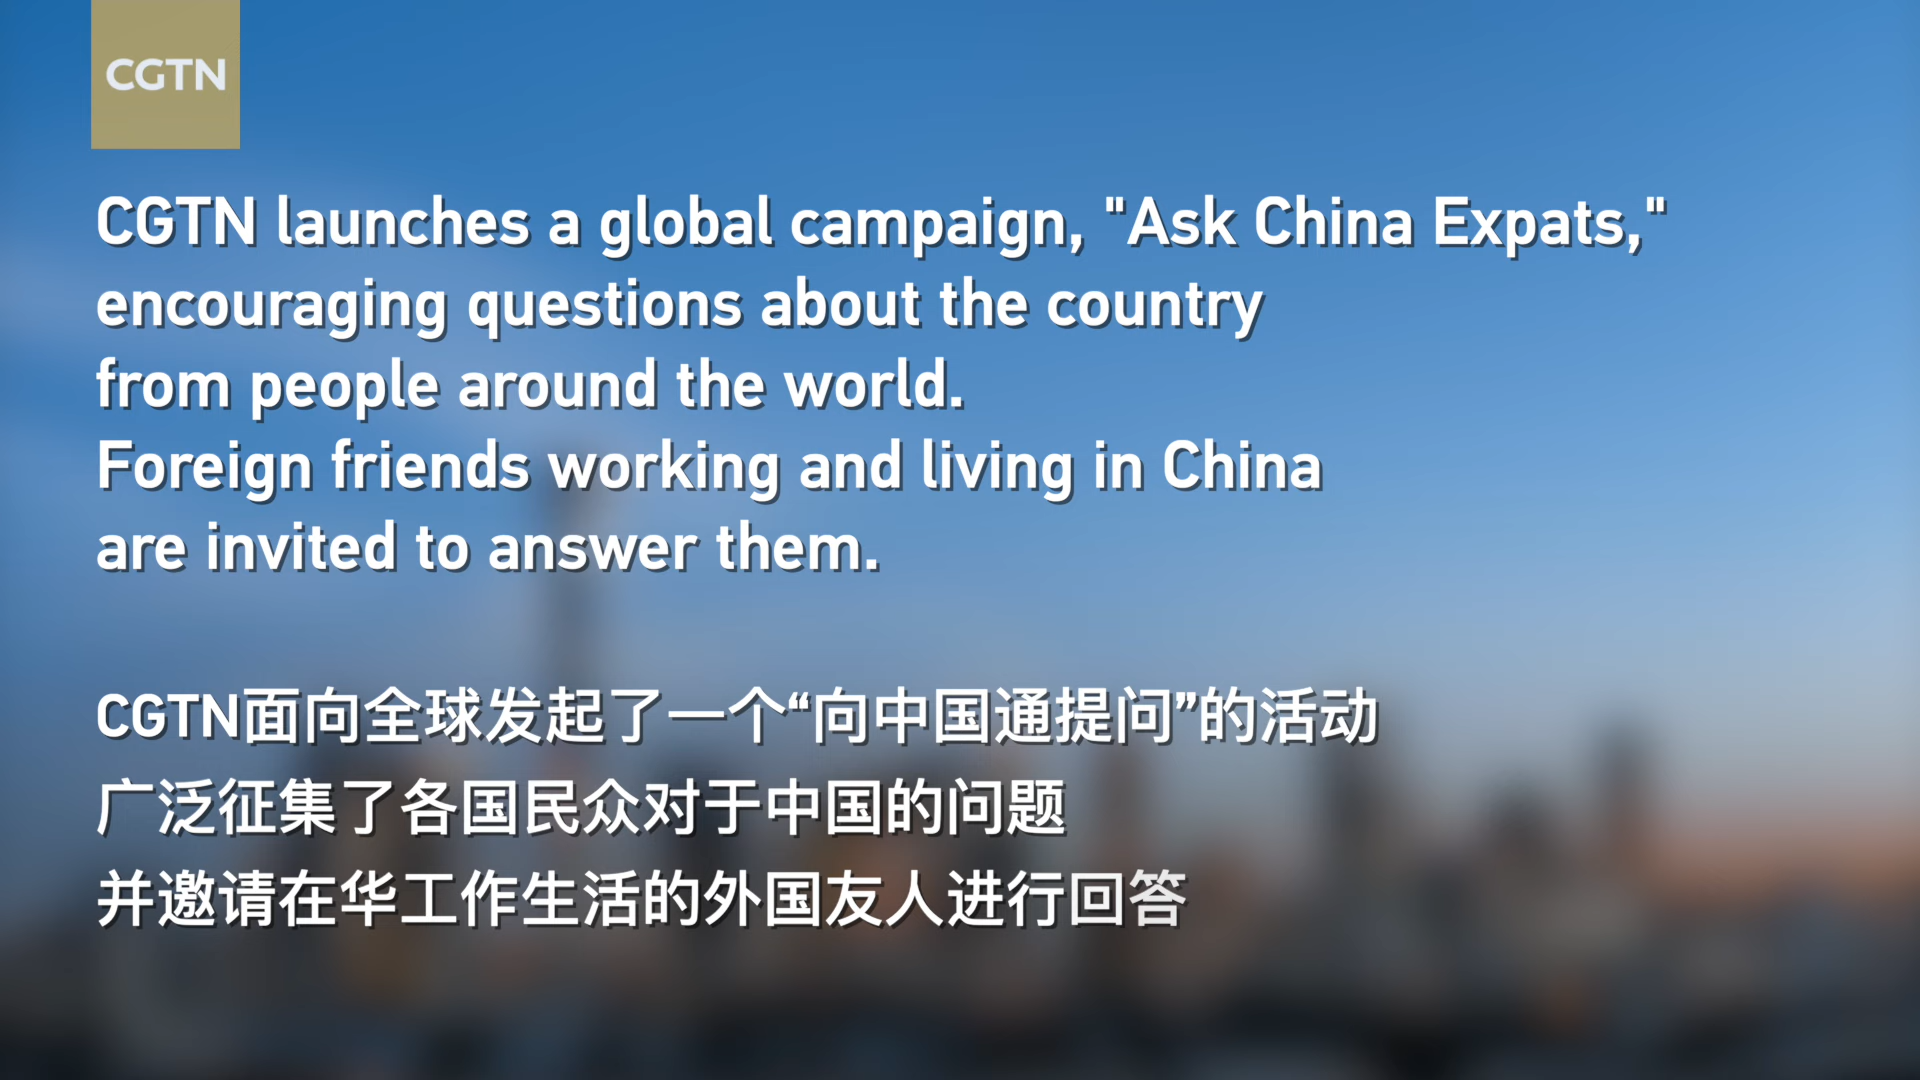 CGTN
CGTN launches a global campaign, "Ask China Expats,"
encouraging questions about the country
from people around the world.
Foreign friends working and living in China
are invited to answer them.
CGTN面向全球发起了一个“向中国通提问”的活动
广泛征集了各国民众对于中国的问题
并邀请在华工作生活的外国友人进行回答